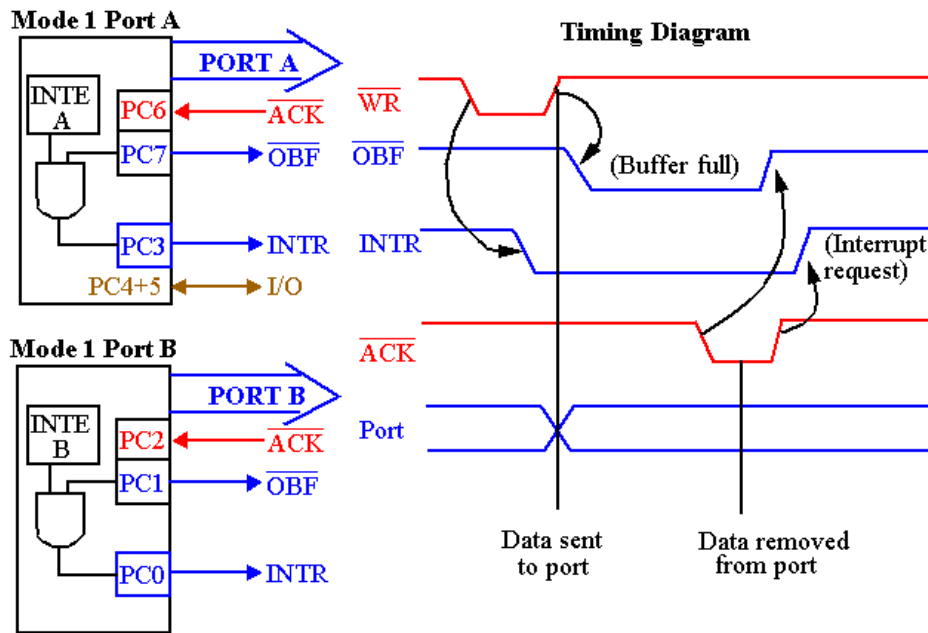 Mode 1 Port A
PORT A
INTE
A
PC6
ACK
PC7
OBF
PC3
INTR
PC4+5
I/O
Mode 1 Port B
PORT B
INTE
B
PC2
ACK
PC1
OBF
PC0
INTR
Timing Diagram
WR
OBF
(Buffer full)
INTR
(Interrupt
request)
ACK
Port
Data sent
to port
Data removed
from port